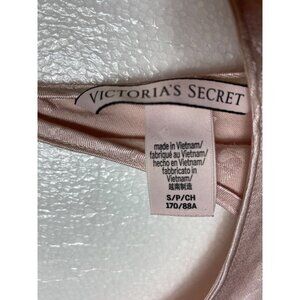 VICTORIA'S SECRET
made in Vietnam/
fabriqué au Vietnam/
hecho en Vietnam/
fabbricato in
Vietnam/
越南制造
S/P/CH
170/88A